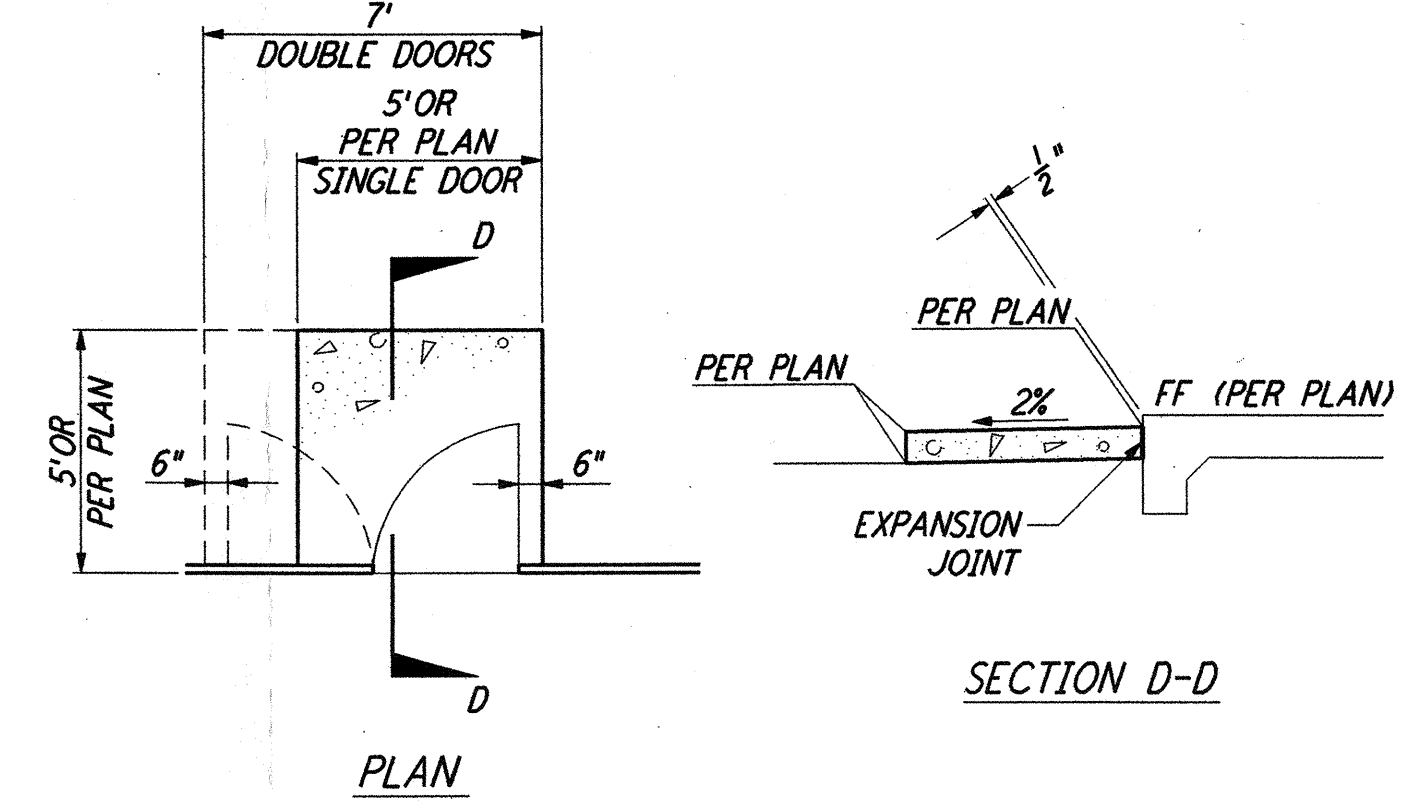 7'
DOUBLE DOORS
5' OR
PER PLAN
SINGLE DOOR
D
5' OR
PER PLAN
6"
6"
D
PLAN
1/2"
PER PLAN
PER PLAN
2%
FF (PER PLAN)
EXPANSION
JOINT
SECTION D-D